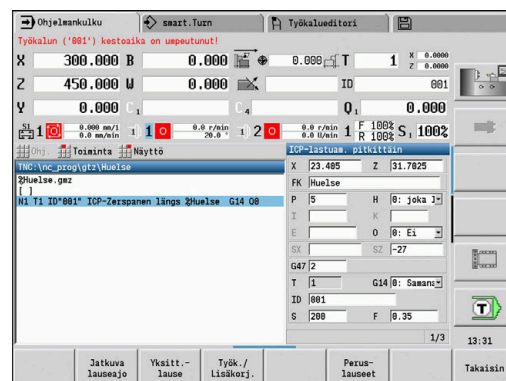 Ohjelmankulku smart.Turn Työkalueditori
Työkalun ('001') kestoaika on umpeutunut!
X 300.000 B 0.000 0.000 T 1 X 0.0000 Z 0.0000
Z 450.000 U 0.000 ID 001
Y 0.000 C1 C4 Q1 0.000
S1 1 0.000 mm/1 0.0 mm/min 1) 1 0.0 r/min 20.0 ° 1) 2 0.0 r/min 0.0 U/min 1 F 100% R 100% S1 100%
Ohj. Toiminta Näyttö
TNC:\nc_prog\gtz\Huelse
%Huelse.gmz
[ ]
N1 T1 ID"001" ICP-Zerspanen längs %Huelse G14 Q0
ICP-lastuam. pitkittäin
X 23.405 Z 31.7025
FK Huelse
P 5 H 0: joka
I K
E O 0: Ei
SX SZ -27
G47 2
T 1 G14 0: Samana
ID 001
S 200 F 0.35
1/3
T
13:31
Jatkuva lauseajo
Yksitt.-lause
Työk./ Lisäkorj.
Perus-lauseet
Takaisin